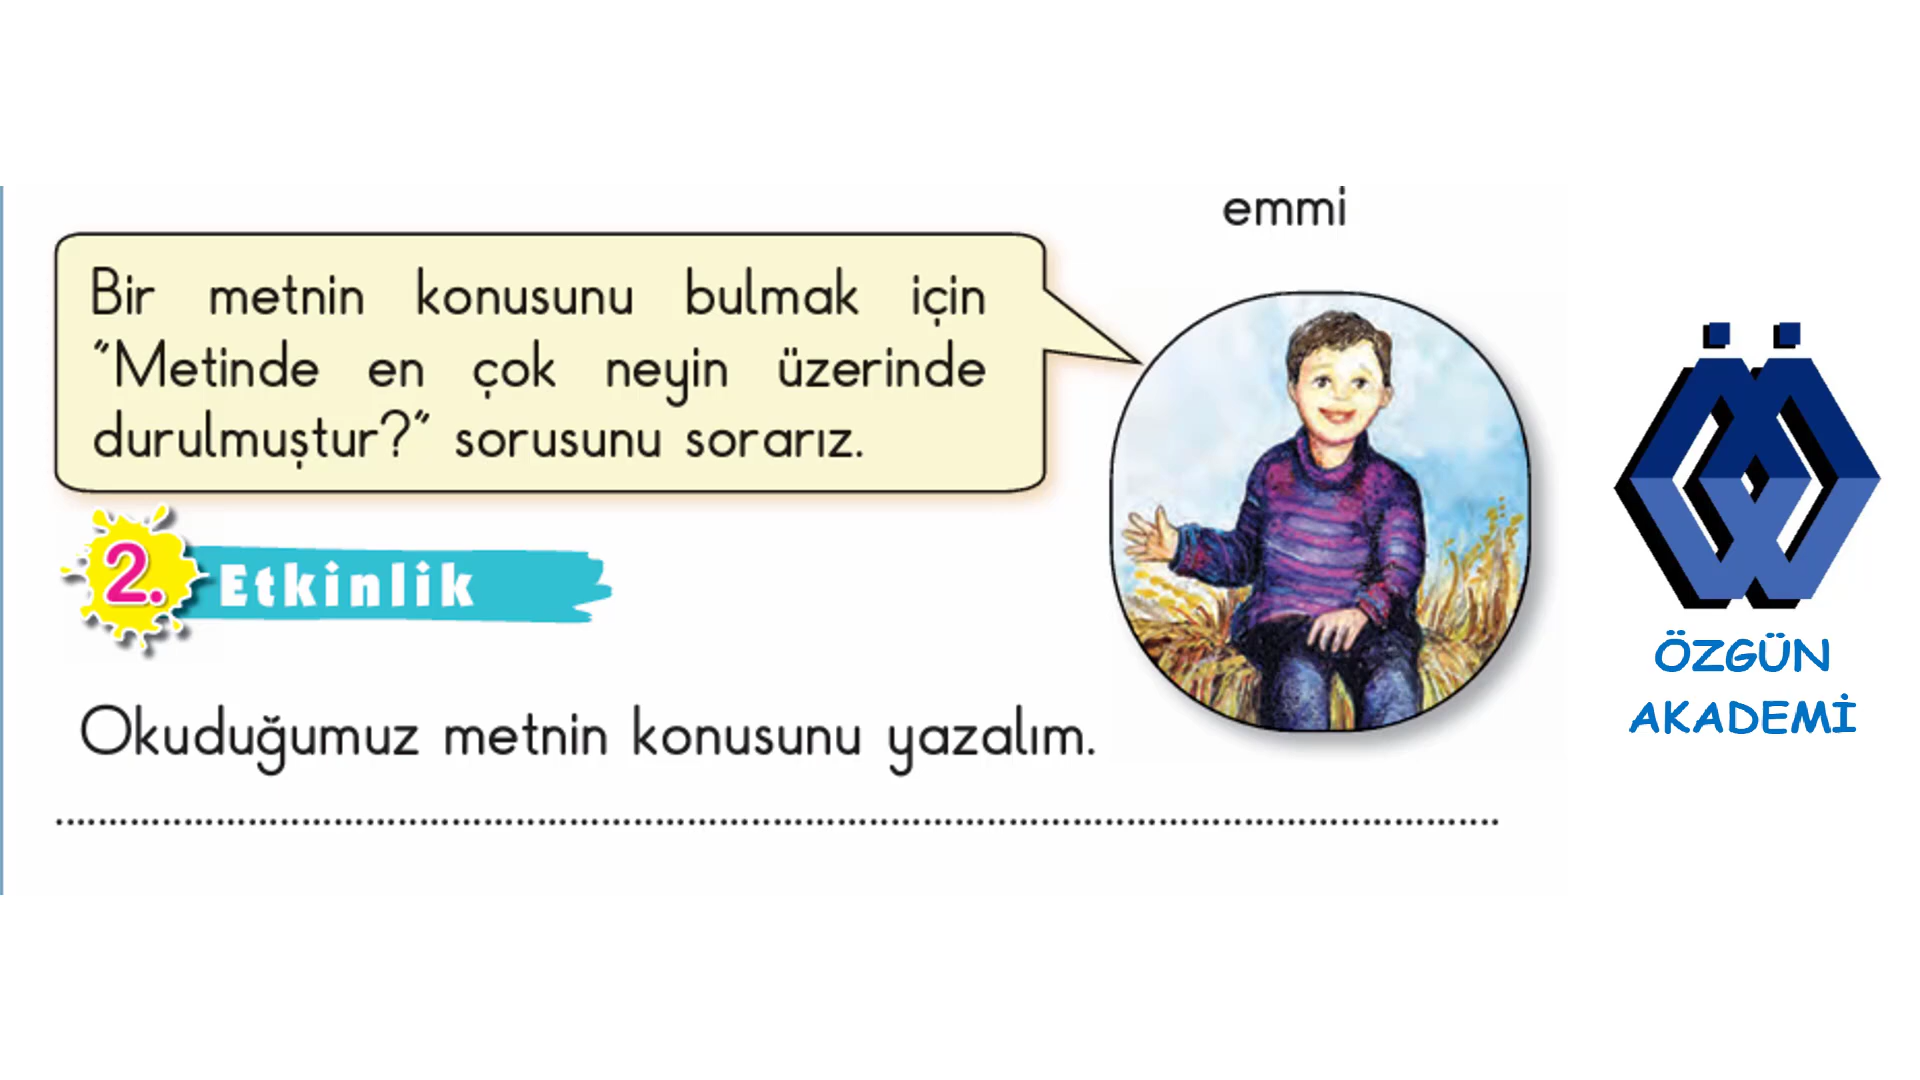 emmi
Bir metnin konusunu bulmak için
"Metinde en çok neyin üzerinde
durulmuştur?" sorusunu sorarız.
2. Etkinlik
Okuduğumuz metnin konusunu yazalım.
ÖZGÜN
AKADEMİ